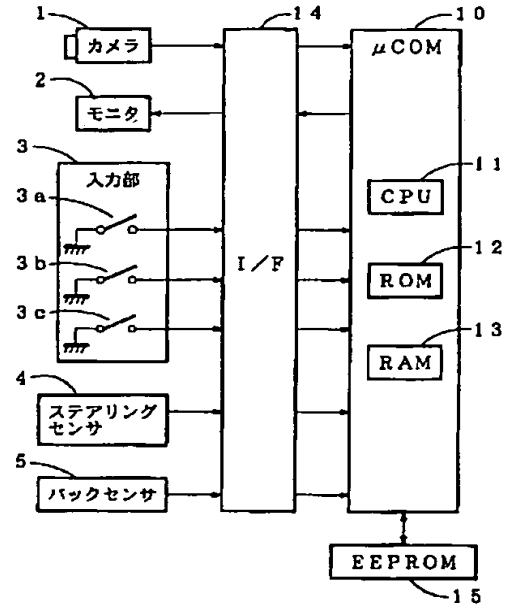 1
カメラ
14
10
μCOM
2
モニタ
3
入力部
3a
11
CPU
I/F
3b
12
ROM
3c
13
RAM
4
ステアリング
センサ
5
バックセンサ
EEPROM
15